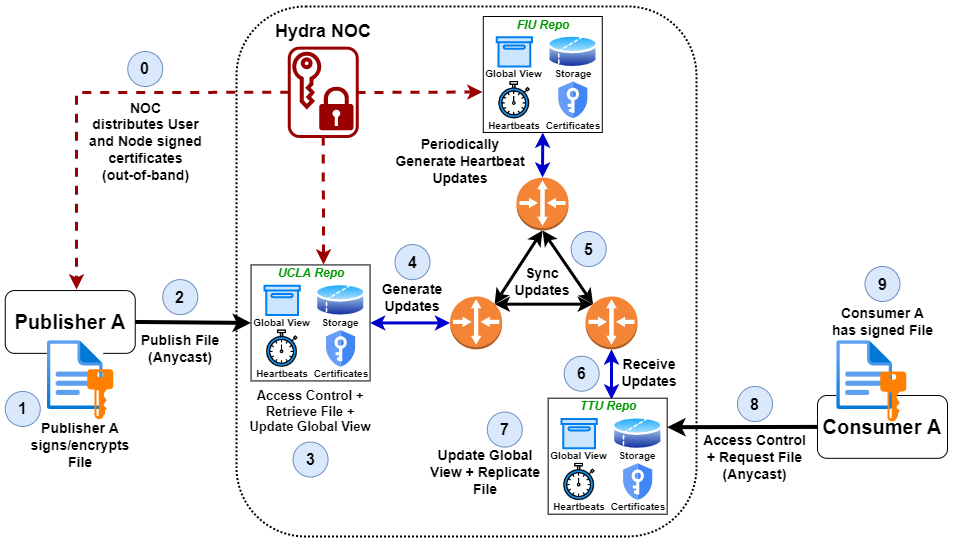 Hydra NOC
FIU Repo
Global View
Storage
Heartbeats
Certificates
0
NOC
distributes User
and Node signed
certificates
(out-of-band)
Periodically
Generate Heartbeat
Updates
5
Sync
Updates
UCLA Repo
Global View
Storage
Heartbeats
Certificates
4
Generate
Updates
2
Publish File
(Anycast)
Publisher A
1
Publisher A
signs/encrypts
File
Access Control +
Retrieve File +
Update Global View
3
6
Receive
Updates
7
Update Global
View + Replicate
File
TTU Repo
Global View
Storage
Heartbeats
Certificates
8
Access Control
+ Request File
(Anycast)
9
Consumer A
has signed File
Consumer A